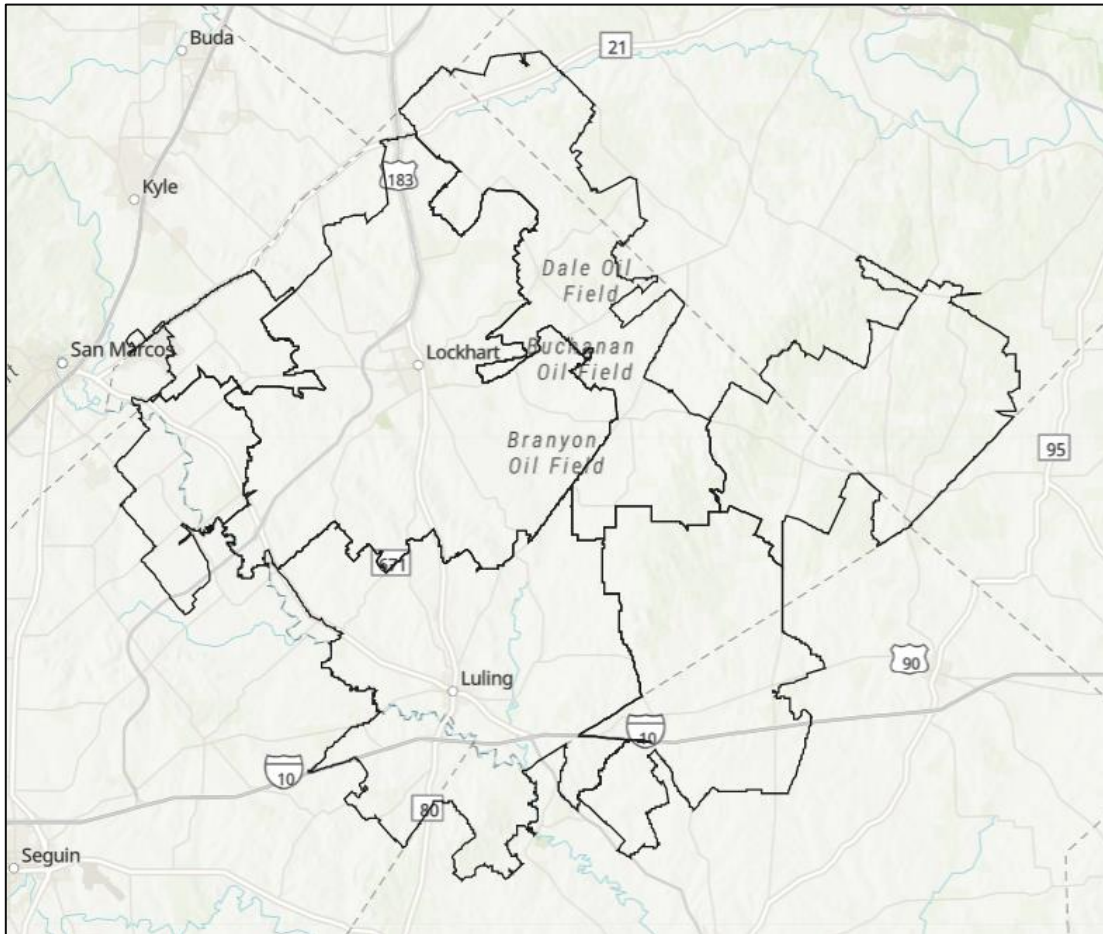 Buda
21
Kyle
183
Dale Oil
Field
San Marcos
Lockhart
Buchanan
Oil Field
Branyon
Oil Field
95
671
90
Luling
10
10
80
Seguin